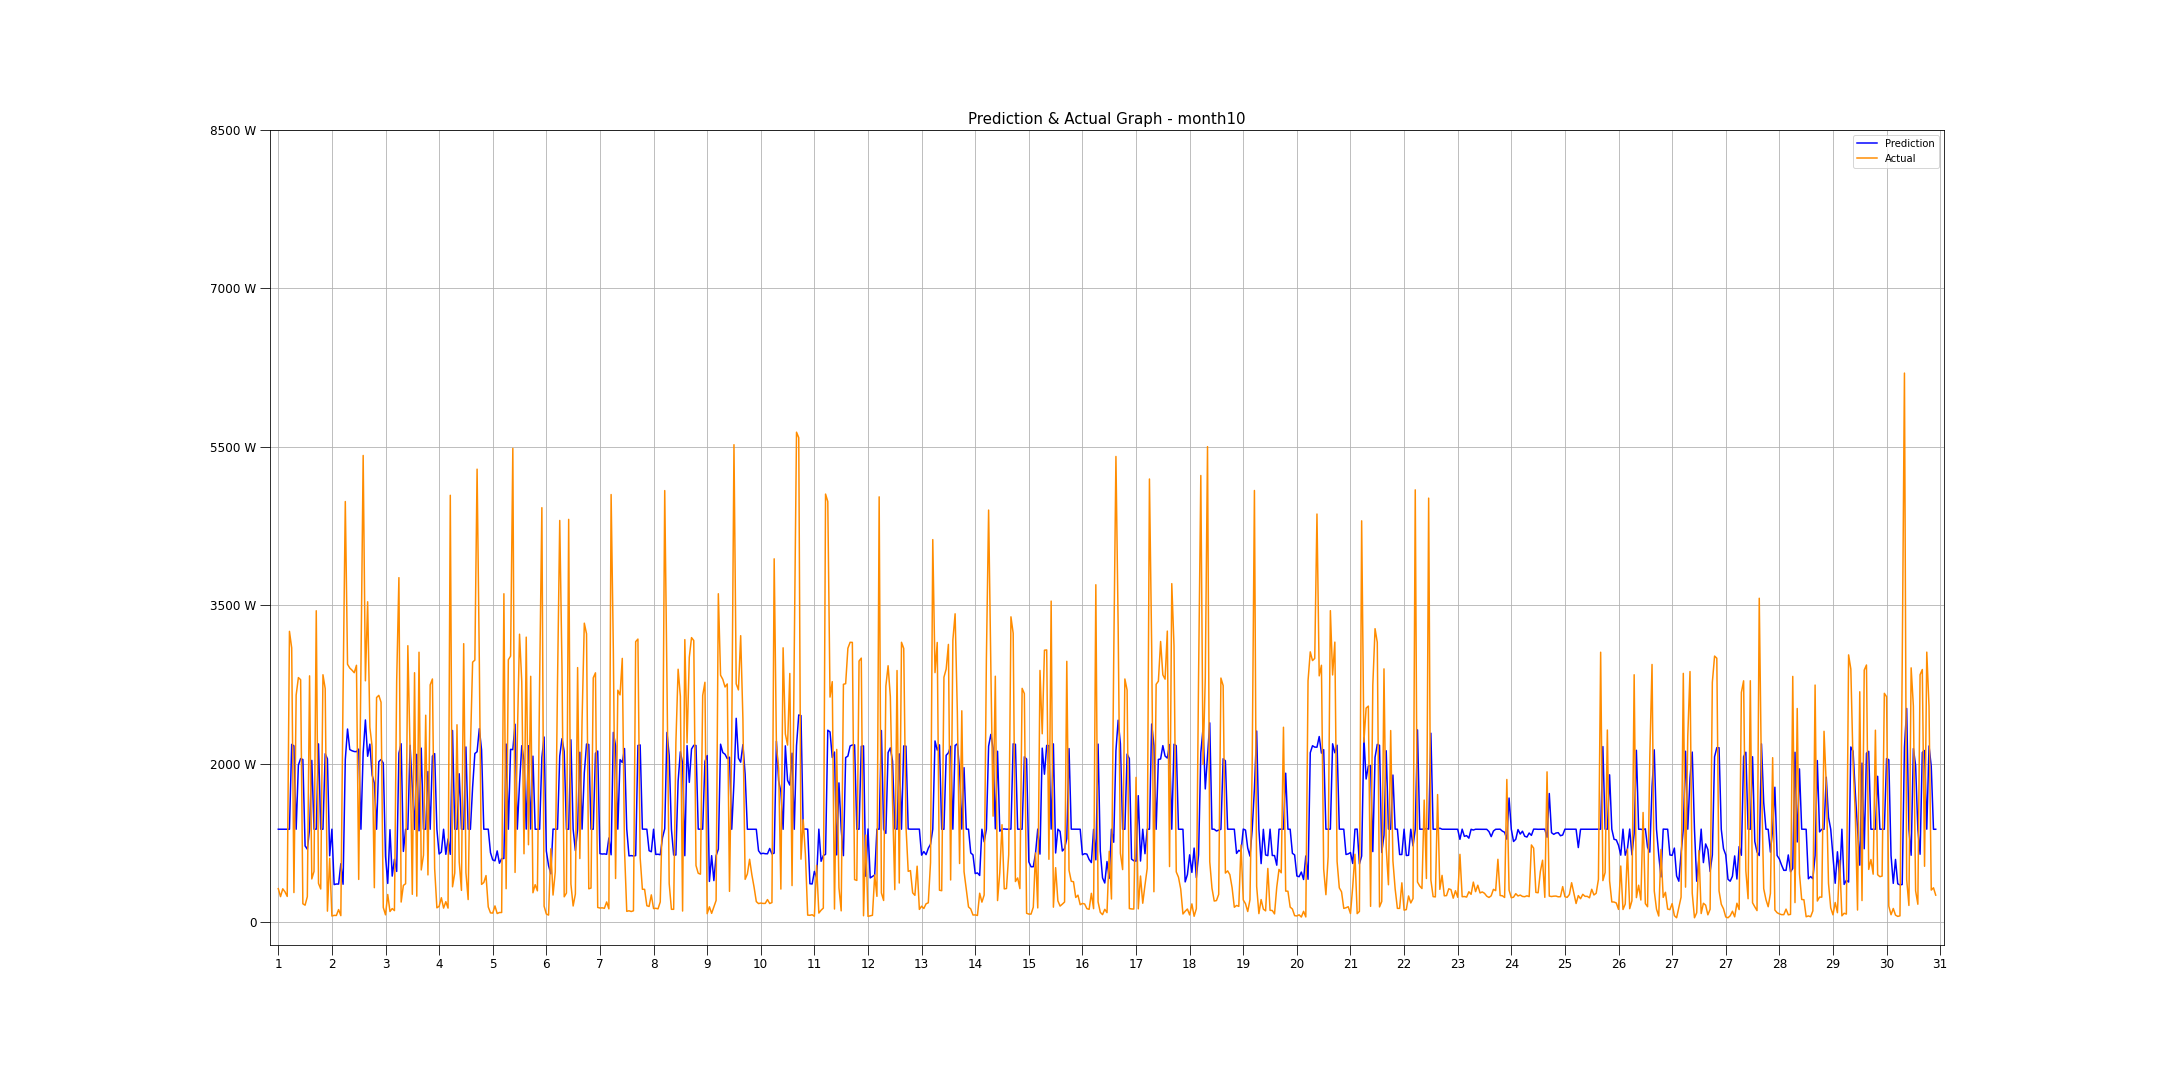 Prediction & Actual Graph - month10
8500 W
7000 W
5500 W
3500 W
2000 W
0
Prediction
Actual
1 2 3 4 5 6 7 8 9 10 11 12 13 14 15 16 17 18 19 20 21 22 23 24 25 26 27 27 28 29 30 31